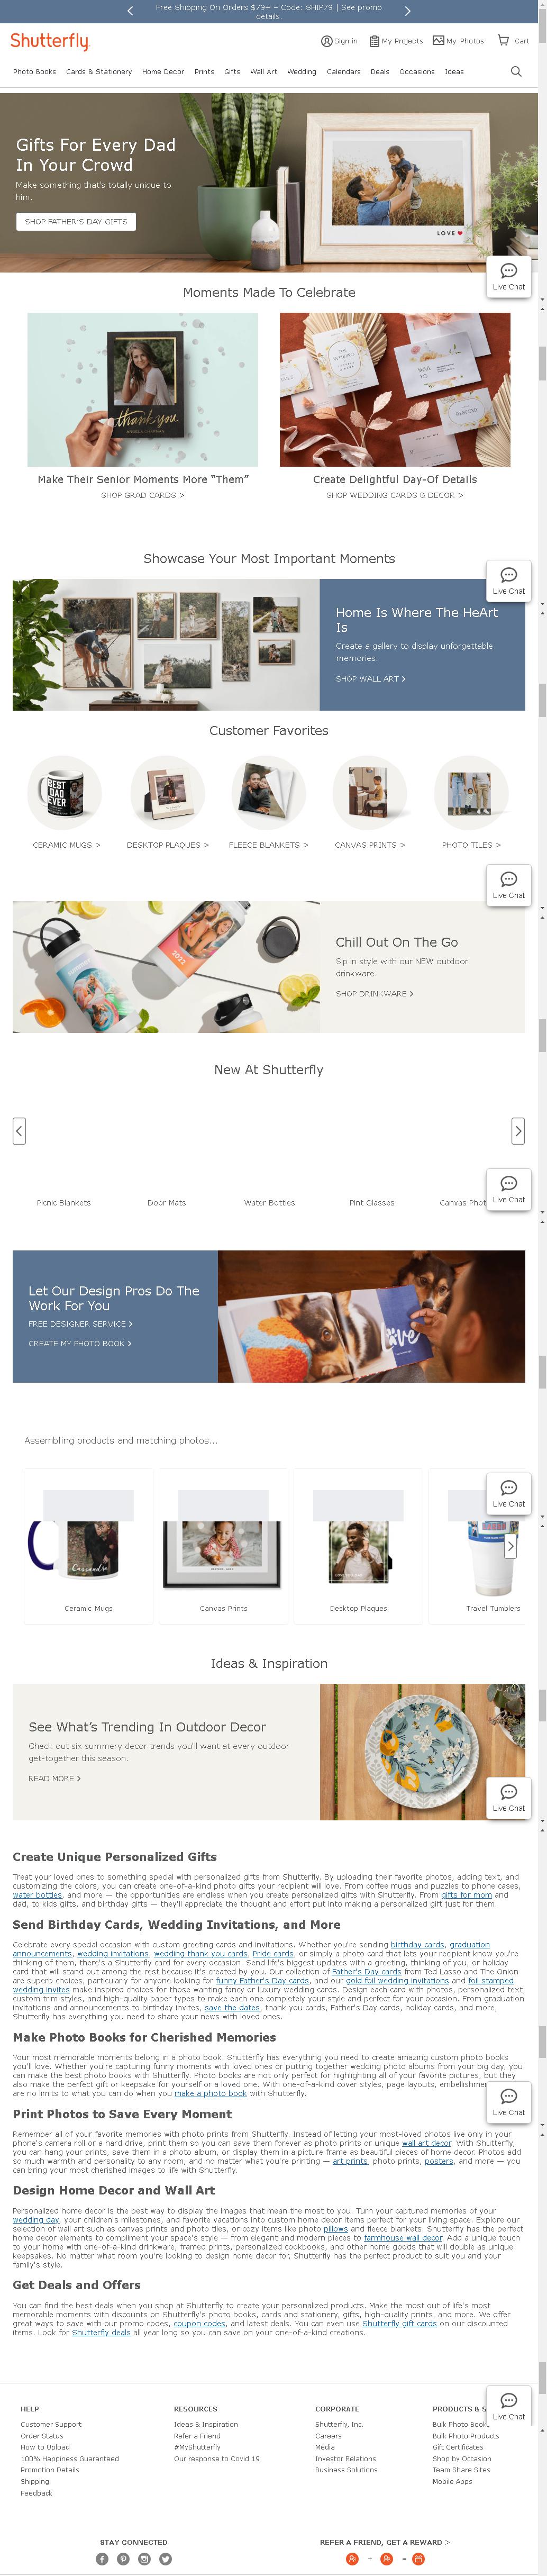 Free Shipping On Orders $79+ – Code: SHIP79 | See promo
details.
Shutterfly
Sign in
My Projects
My Photos
Cart
Photo Books
Cards & Stationery
Home Decor
Prints
Gifts
Wall Art
Wedding
Calendars
Deals
Occasions
Ideas
Gifts For Every Dad
In Your Crowd
Make something that's totally unique to
him.
SHOP FATHER'S DAY GIFTS
LOVE
Live Chat
Moments Made To Celebrate
thank you
Make Their Senior Moments More “Them”
SHOP GRAD CARDS >
Create Delightful Day-Of Details
SHOP WEDDING CARDS & DECOR >
Showcase Your Most Important Moments
Live Chat
Home Is Where The HeArt
Is
Create a gallery to display unforgettable
memories.
SHOP WALL ART >
Customer Favorites
BEST
DAD
EVER
CERAMIC MUGS >
DESKTOP PLAQUES >
FLEECE BLANKETS >
CANVAS PRINTS >
PHOTO TILES >
Live Chat
2022
Chill Out On The Go
Sip in style with our NEW outdoor
drinkware.
SHOP DRINKWARE >
New At Shutterfly
Live Chat
Picnic Blankets
Door Mats
Water Bottles
Pint Glasses
Canvas Phot
Let Our Design Pros Do The
Work For You
FREE DESIGNER SERVICE >
CREATE MY PHOTO BOOK >
Assembling products and matching photos...
Live Chat
Cassandra
Ceramic Mugs
Canvas Prints
Desktop Plaques
Travel Tumblers
Ideas & Inspiration
See What’s Trending In Outdoor Decor
Check out six summery decor trends you'll want at every outdoor
get-together this season.
READ MORE >
Live Chat
Create Unique Personalized Gifts
Treat your loved ones to something special with personalized gifts from Shutterfly. By uploading their favorite photos, adding text, and
customizing the colors, you can create one-of-kind photo gifts your recipient will love. From coffee mugs and puzzles to phone cases,
water bottles, and more — the opportunities are endless when you create personalized gifts with Shutterfly. From gifts for mom and
dad, to kids gifts, and birthday gifts — they'll appreciate the thought and effort put into making a personalized gift just for them.
Send Birthday Cards, Wedding Invitations, and More
Celebrate every special occasion with custom greeting cards and invitations. Whether you're sending birthday cards, graduation
announcements, wedding invitations, wedding thank you cards, Pride cards, or simply a photo card that lets your recipient know you're
thinking of them, there's a Shutterfly card for every occasion. Send life's biggest updates with a greeting, thinking of you, or holiday
card that will stand out among the rest because it's created by you. Our collection of Father's Day cards from Ted Lasso and The Onion
are superb choices, particularly for those looking for funny Father's Day cards, and our gold foil wedding invitations and foil stamped
wedding invites make inspired choices for those wanting fancy or luxury wedding cards. Design each card with photos, personalized text,
custom trim styles, and high-quality paper types to make each one completely your style and perfect for your occasion. From graduation
invitations and announcements to birthday invites, save the dates, thank you cards, Father's Day cards, holiday cards, and more,
Shutterfly has everything you need to share your news with loved ones.
Make Photo Books for Cherished Memories
Your most memorable moments belong in a photo book. Shutterfly has everything you need to create amazing custom photo books
you'll love. Whether you're capturing funny moments with loved ones or putting together wedding photo albums from your big day, you
can make the best photo books with Shutterfly. Photo books are not only perfect for highlighting all of your favorite pictures, but they
also make the perfect gift or keepsake for yourself or a loved one. With one-of-a-kind cover styles, page layouts, embellishme
are no limits to what you can do when you make a photo book with Shutterfly.
Live Chat
Print Photos to Save Every Moment
Remember all of your favorite memories with photo prints from Shutterfly. Instead of letting your most-loved photos live only in your
phone's camera roll or a hard drive, print them so you can save them forever as photo prints or unique wall art decor. With Shutterfly,
you can hang your prints, save them in a photo album, or display them in a picture frame as beautiful pieces of home decor. Photos add
so much warmth and personality to any room, and no matter what you're printing — art prints, photo prints, posters, and more — you
can bring your most cherished images to life with Shutterfly.
Design Home Decor and Wall Art
Personalized home decor is the best way to display the images that mean the most to you. Turn your captured memories of your
wedding day, your children's milestones, and favorite vacations into custom home decor items perfect for your living space. Explore our
selection of wall art such as canvas prints and photo tiles, or cozy items like photo pillows and fleece blankets. Shutterfly has the perfect
home decor elements to compliment your space's style — from elegant and modern pieces to farmhouse wall decor. Add a unique touch
to your home with one-of-a-kind drinkware, framed prints, personalized cookbooks, and other home goods that will double as unique
keepsakes. No matter what room you're looking to design home decor for, Shutterfly has the perfect product to suit you and your
family's style.
Get Deals and Offers
You can find the best deals when you shop at Shutterfly to create your personalized products. Make the most out of life's most
memorable moments with discounts on Shutterfly's photo books, cards and stationery, gifts, high-quality prints, and more. We offer
great ways to save with our promo codes, coupon codes, and latest deals. You can even use Shutterfly gift cards on our discounted
items. Look for Shutterfly deals all year long so you can save on your one-of-a-kind creations.
Live Chat
HELP
Customer Support
Order Status
How to Upload
100% Happiness Guaranteed
Promotion Details
Shipping
Feedback
RESOURCES
Ideas & Inspiration
Refer a Friend
#MyShutterfly
Our response to Covid 19
CORPORATE
Shutterfly, Inc.
Careers
Media
Investor Relations
Business Solutions
PRODUCTS & S
Bulk Photo Book
Bulk Photo Products
Gift Certificates
Shop by Occasion
Team Share Sites
Mobile Apps
STAY CONNECTED
REFER A FRIEND, GET A REWARD >
+ =